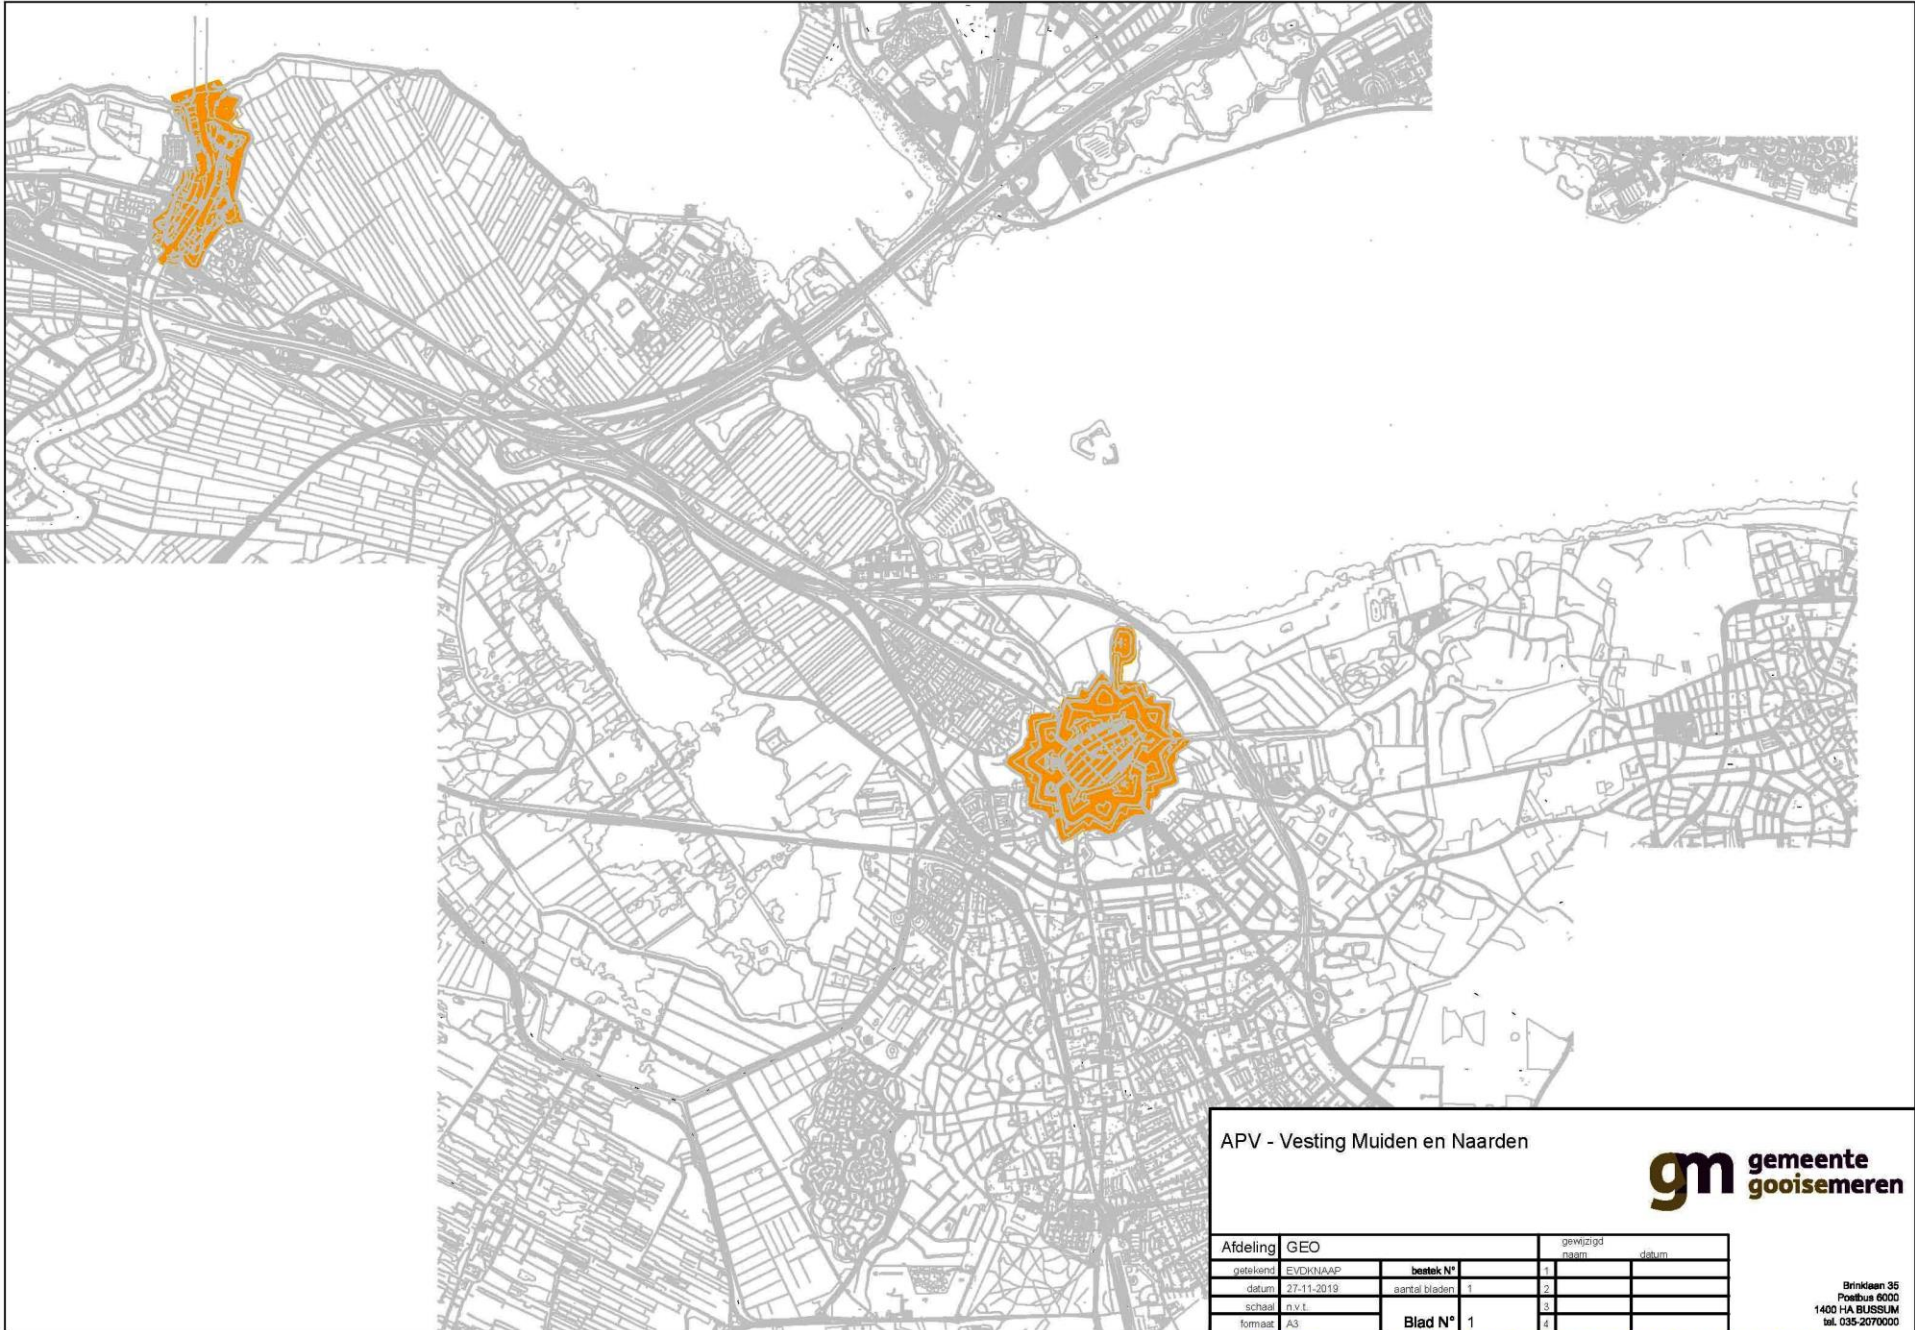 APV - Vesting Muiden en Naarden
gm gemeente
gooisemeren
Afdeling GEO
gewijzigd
naam datum
getekend EVDKNAAP bestek N° 1
datum 27-11-2019 aantal bladen 1 2
schaal n.v.t. 3
formaat A3 Blad N° 1 4
Brinklaan 35
Postbus 6000
1400 HA BUSSUM
tel. 035-2070000